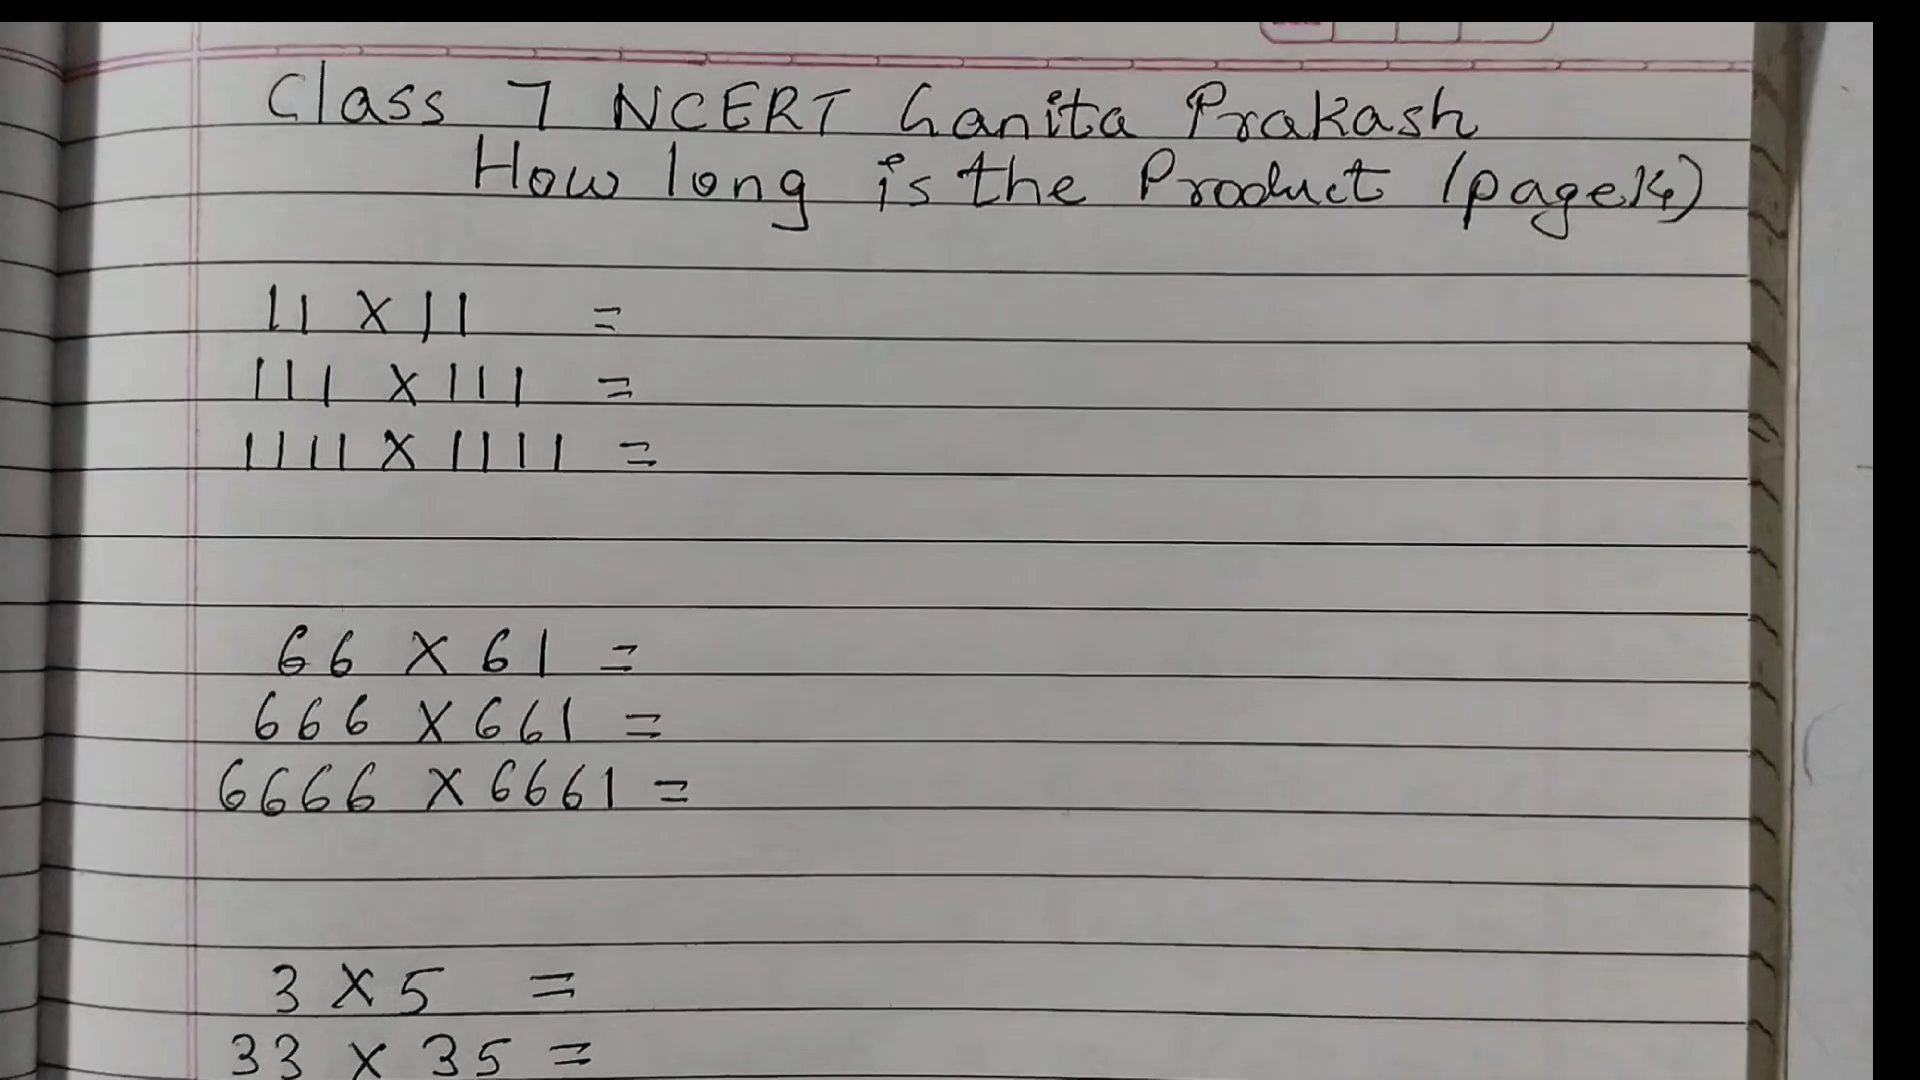 Class 7 NCERT Ganita Prakash
How long is the Product (page14)
11 X 11 =
111 X 111 =
1111 X 1111 =
66 X 61 =
666 X 661 =
6666 X 6661 =
3 X 5 =
33 X 35 =